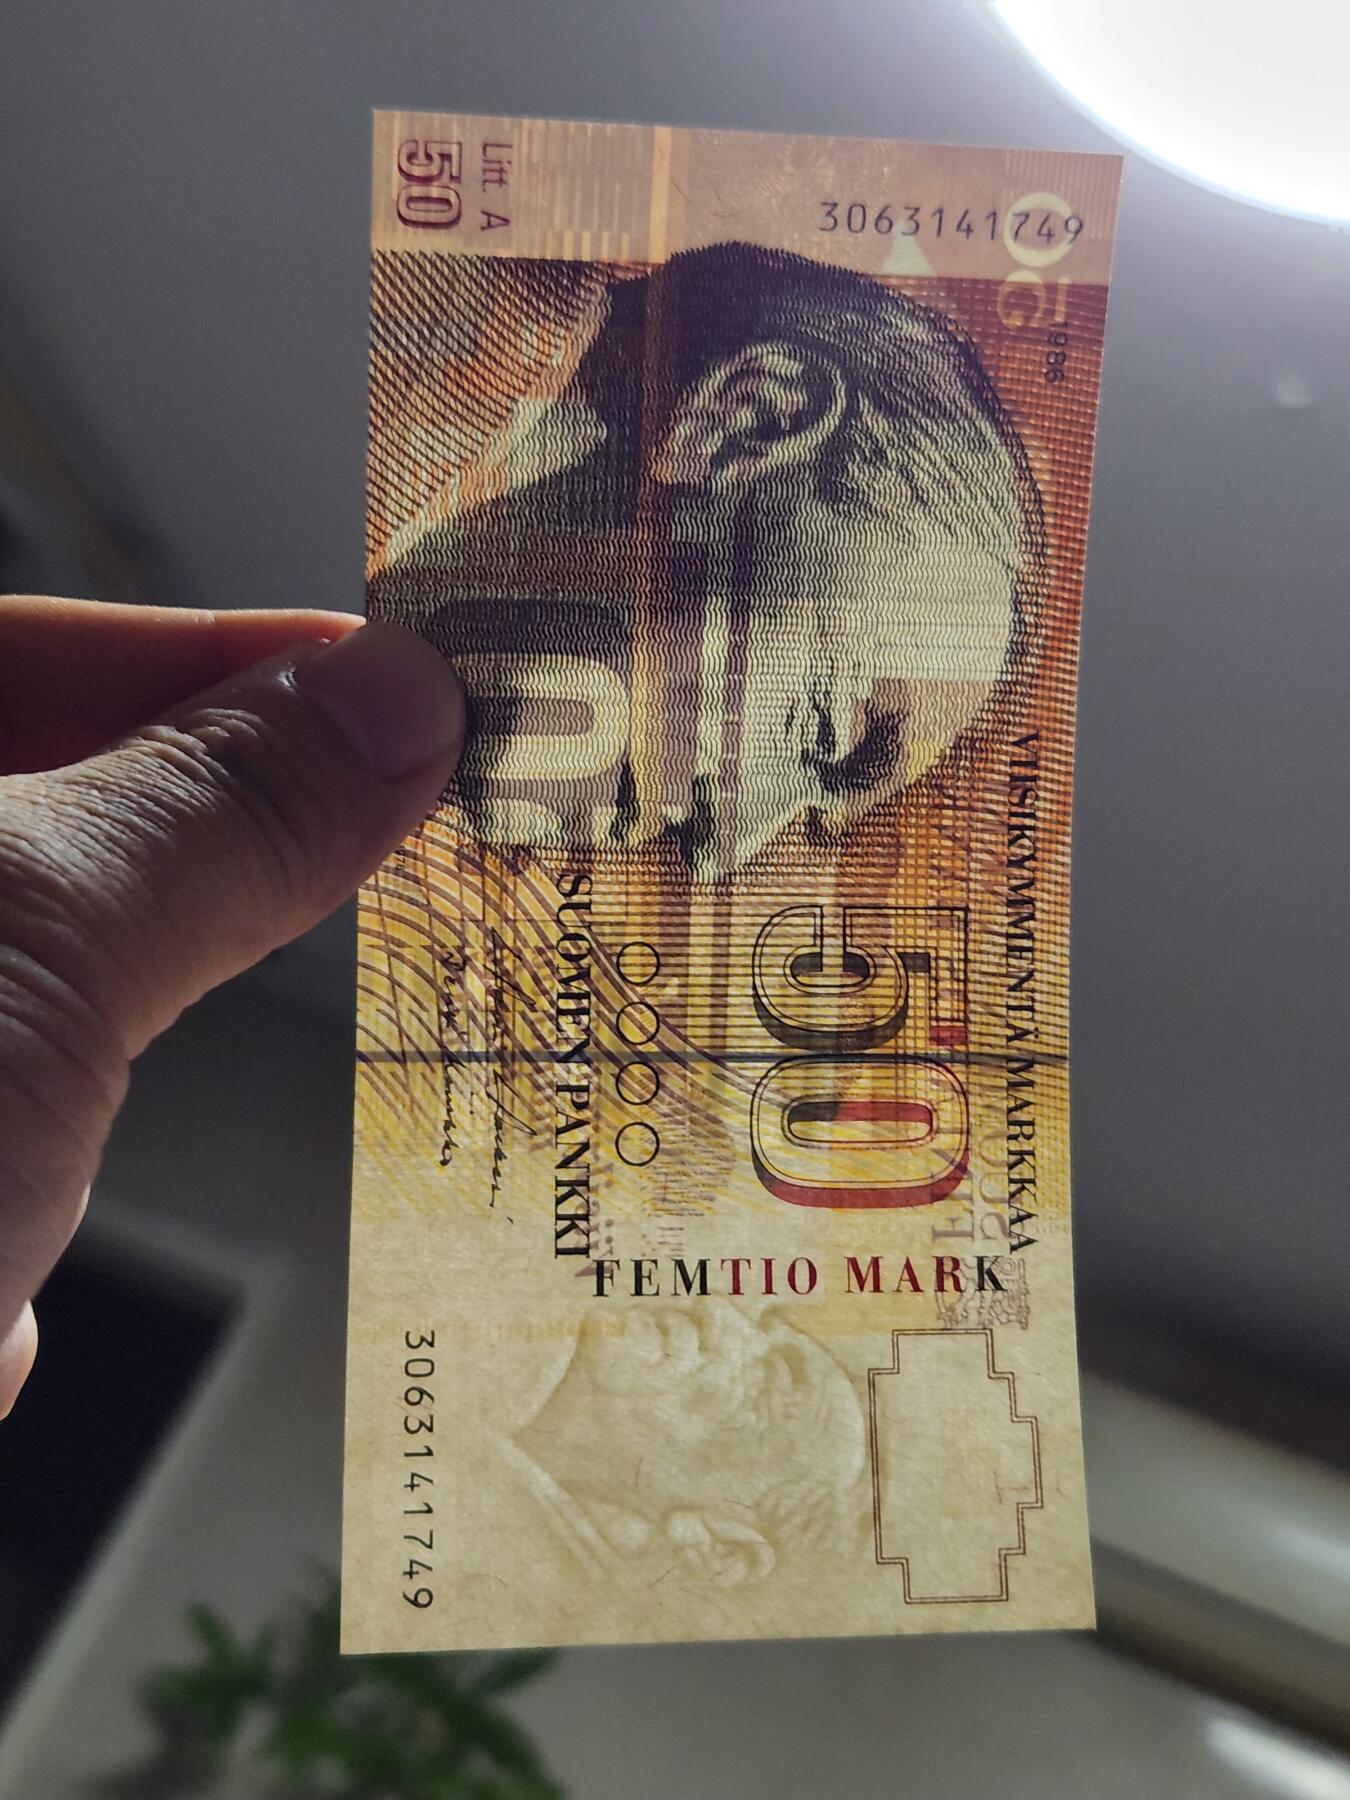 50
Litt. A
3063141749
1986
VIISIKYMMENTÄ MARKKAA
50
SUOMEN PANKKI
FEMTIO MARK
3063141749